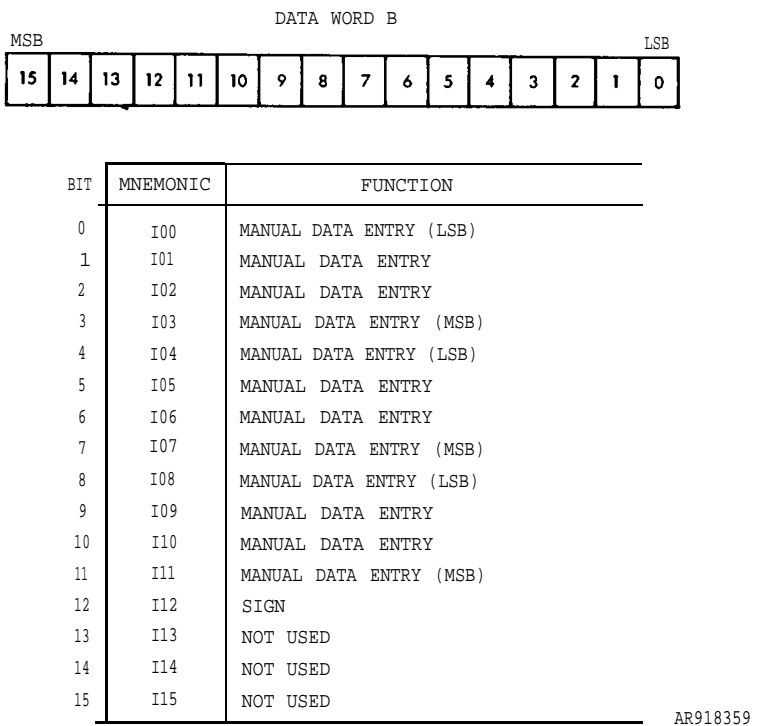 DATA WORD B
MSB LSB
15 14 13 12 11 10 9 8 7 6 5 4 3 2 1 0
BIT MNEMONIC FUNCTION
0 I00 MANUAL DATA ENTRY (LSB)
1 I01 MANUAL DATA ENTRY
2 I02 MANUAL DATA ENTRY
3 I03 MANUAL DATA ENTRY (MSB)
4 I04 MANUAL DATA ENTRY (LSB)
5 I05 MANUAL DATA ENTRY
6 I06 MANUAL DATA ENTRY
7 I07 MANUAL DATA ENTRY (MSB)
8 I08 MANUAL DATA ENTRY (LSB)
9 I09 MANUAL DATA ENTRY
10 I10 MANUAL DATA ENTRY
11 I11 MANUAL DATA ENTRY (MSB)
12 I12 SIGN
13 I13 NOT USED
14 I14 NOT USED
15 I15 NOT USED
AR918359